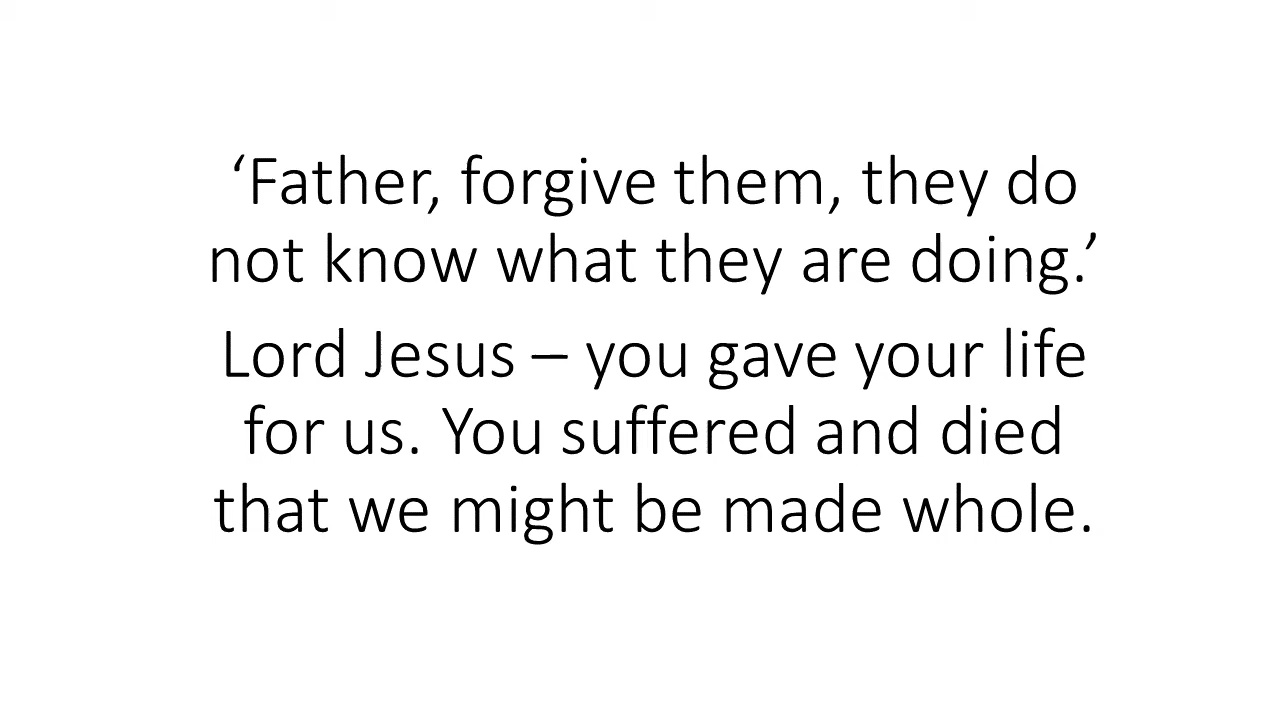 ‘Father, forgive them, they do
not know what they are doing.’
Lord Jesus – you gave your life
for us. You suffered and died
that we might be made whole.